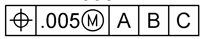 ⌖ .005Ⓜ A B C